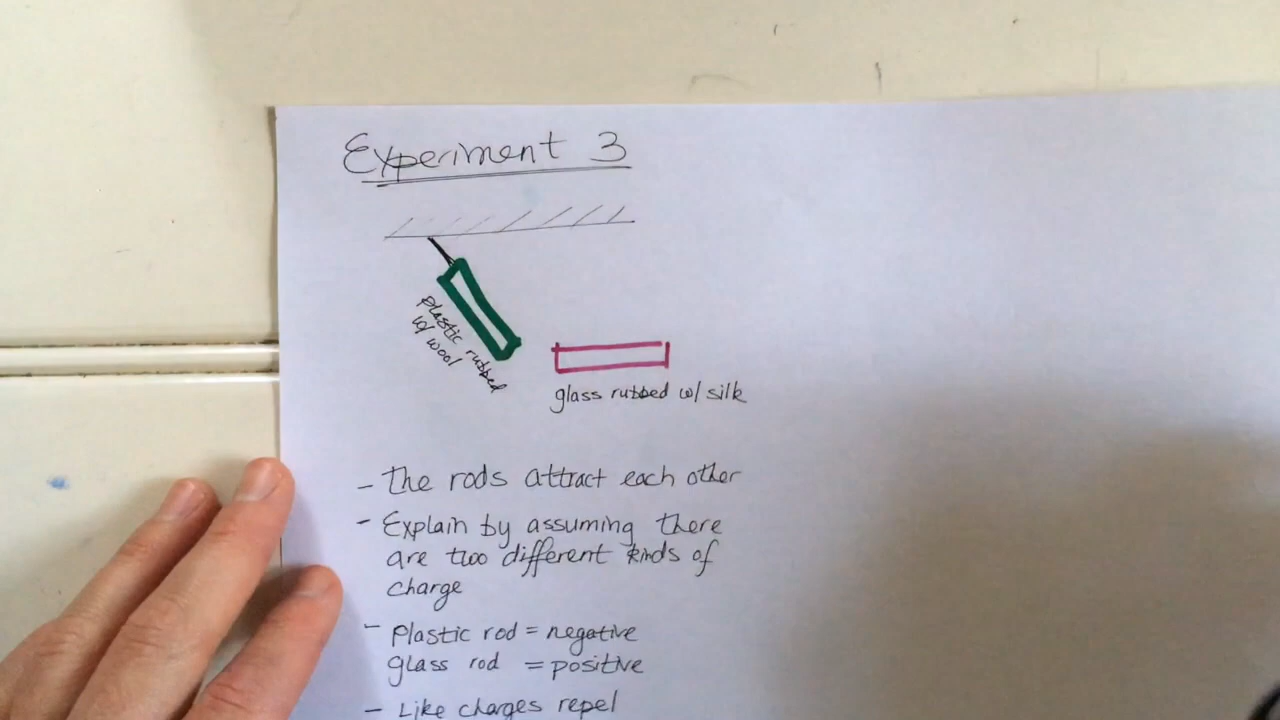 Experiment 3
plastic rubbed
w/ wool
glass rubbed w/ silk
- The rods attract each other
- Explain by assuming there
are two different kinds of
charge
- Plastic rod = negative
glass rod = positive
- Like charges repel